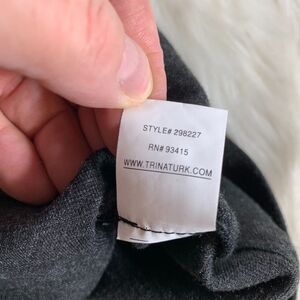 STYLE# 298227
RN# 93415
WWW.TRINATURK.COM